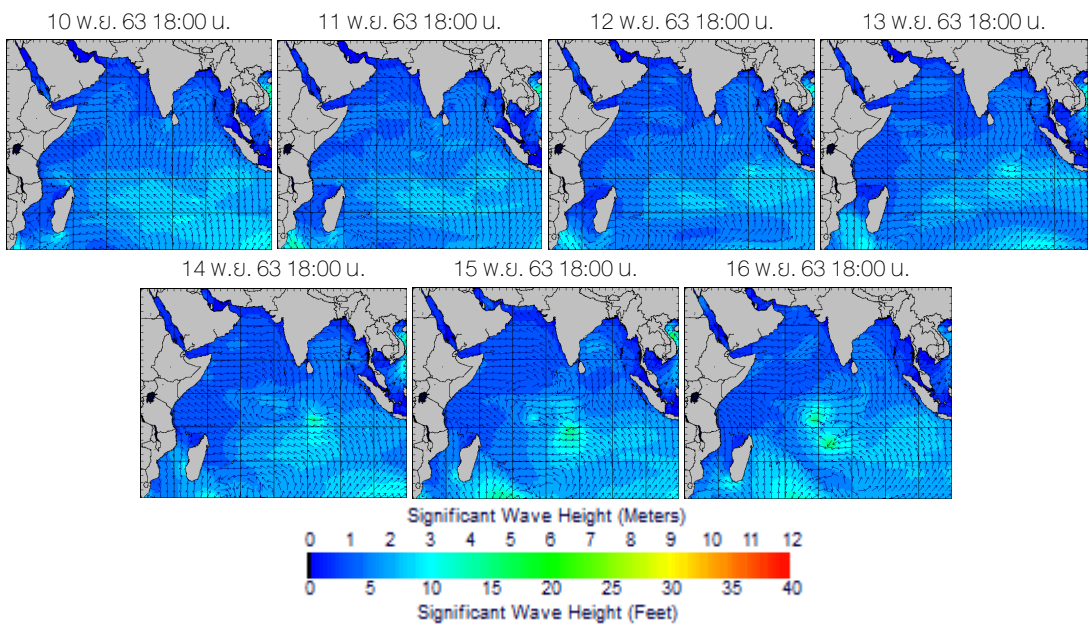 10 พ.ย. 63 18:00 น.
11 พ.ย. 63 18:00 น.
12 พ.ย. 63 18:00 น.
13 พ.ย. 63 18:00 น.
14 พ.ย. 63 18:00 น.
15 พ.ย. 63 18:00 น.
16 พ.ย. 63 18:00 น.
Significant Wave Height (Meters)
0 1 2 3 4 5 6 7 8 9 10 11 12
0 5 10 15 20 25 30 35 40
Significant Wave Height (Feet)